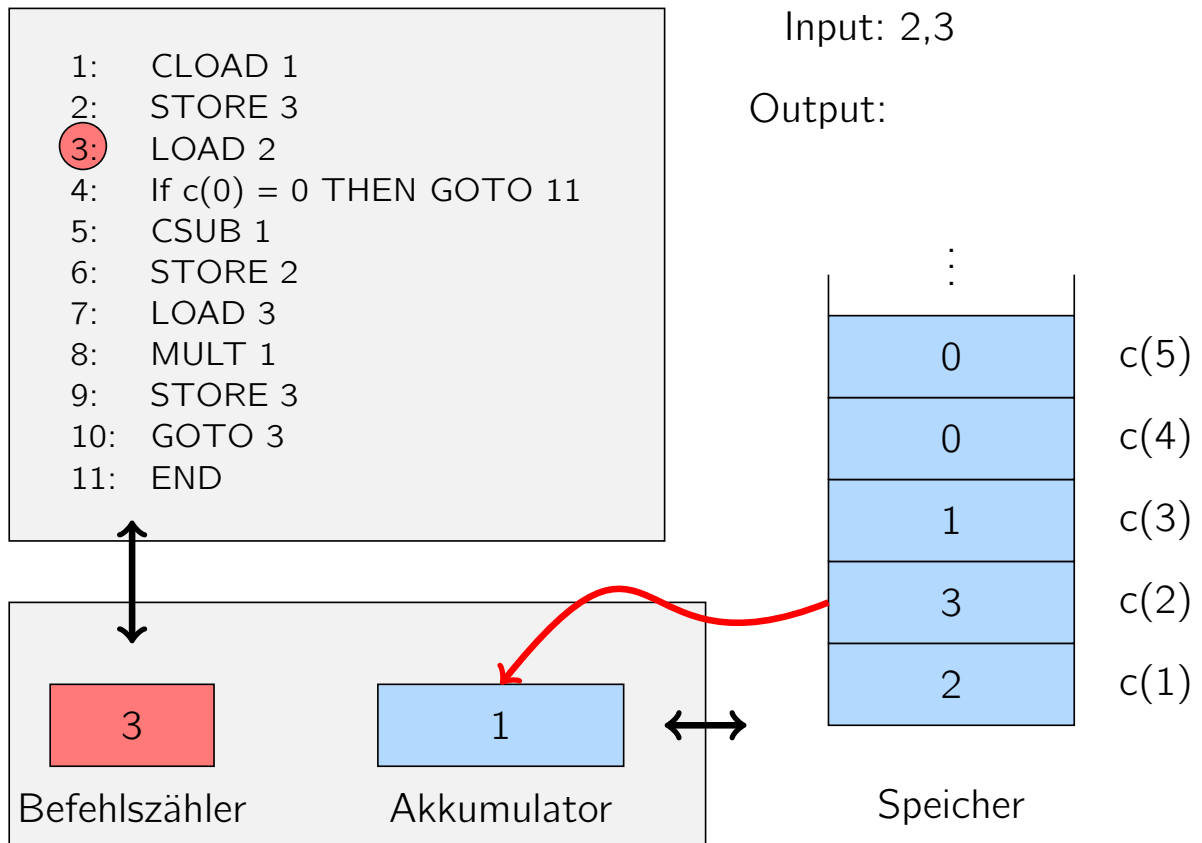 Input: 2,3
Output:
1: CLOAD 1
2: STORE 3
3: LOAD 2
4: If c(0) = 0 THEN GOTO 11
5: CSUB 1
6: STORE 2
7: LOAD 3
8: MULT 1
9: STORE 3
10: GOTO 3
11: END
⋮
0 c(5)
0 c(4)
1 c(3)
3 c(2)
2 c(1)
Speicher
3
Befehlszähler
1
Akkumulator